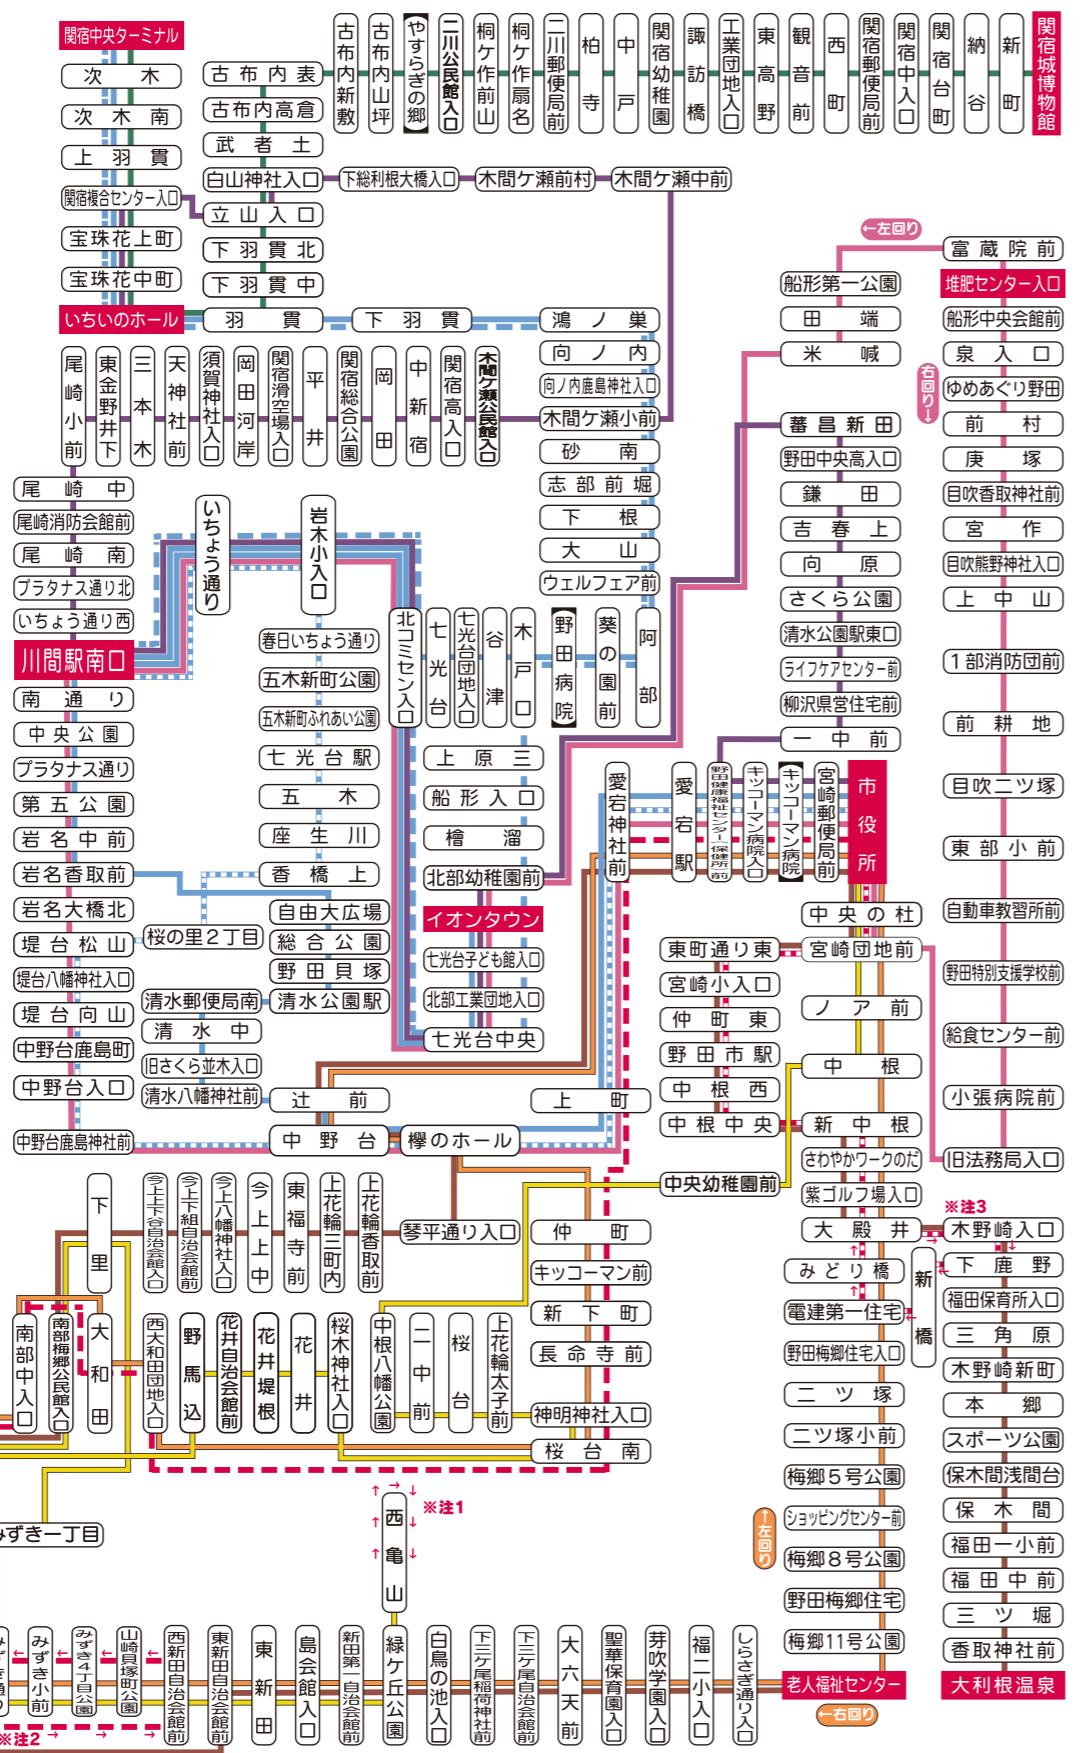 関宿中央ターミナル
次木
次木南
上羽貫
関宿複合センター入口
宝珠花上町
宝珠花中町
いちいのホール
古布内表
古布内高倉
武者土
白山神社入口
立山入口
下羽貫北
下羽貫中
羽貫
下羽貫
鴻ノ巣
古布内新敷
古布内山坪
やすらぎの郷
二川公民館入口
桐ケ作前山
桐ケ作扇名
二川郵便局前
柏寺
中戸
関宿幼稚園
諏訪橋
工業団地入口
東高野
観音前
西町
関宿郵便局前
関宿中入口
関宿台町
納谷
新町
関宿城博物館
下総利根大橋入口
木間ケ瀬前村
木間ケ瀬中前
向ノ内
向ノ内鹿島神社入口
木間ケ瀬小前
砂南
志部前堀
下根
大山
ウェルフェア前
尾崎小前
東金野井下
三本木
天神社前
須賀神社入口
岡田河岸
関宿滑空場入口
平井
関宿総合公園
岡田
中新宿
関宿高入口
木間ケ瀬公民館入口
←左回り
富蔵院前
堆肥センター入口
船形中央会館前
泉入口
ゆめあぐり野田
前村
庚塚
目吹香取神社前
宮作
目吹熊野神社入口
上中山
1部消防団前
前耕地
目吹二ツ塚
東部小前
自動車教習所前
野田特別支援学校前
給食センター前
小張病院前
旧法務局入口
右回り→
船形第一公園
田端
米喊
蕃昌新田
野田中央高入口
鎌田
吉春上
向原
さくら公園
清水公園駅東口
ライフケアセンター前
柳沢県営住宅前
一中前
尾崎中
尾崎消防会館前
尾崎南
プラタナス通り北
いちょう通り西
川間駅南口
南通り
中央公園
プラタナス通り
第五公園
岩名中前
岩名香取前
岩名大橋北
堤台松山
堤台八幡神社入口
堤台向山
中野台鹿島町
中野台入口
中野台鹿島神社前
いちょう通り
岩木小入口
春日いちょう通り
五木新町公園
五木新町ふれあい公園
七光台駅
五木
座生川
香橋上
桜の里2丁目
自由大広場
総合公園
野田貝塚
清水公園駅
清水郵便局南
清水中
旧さくら並木入口
清水八幡神社前
辻前
中野台
欅のホール
北コミセン入口
七光台
七光台団地入口
谷津
木戸口
野田病院
葵の園前
阿部
上原三
船形入口
檜溜
北部幼稚園前
イオンタウン
七光台子ども館入口
北部工業団地入口
七光台中央
上町
愛宕神社前
愛宕駅
野田健康福祉センター(保健所)前
キッコーマン病院入口
キッコーマン病院
宮崎郵便局前
市役所
中央の杜
宮崎団地前
ノア前
中根
新中根
さわやかワークのだ
紫ゴルフ場入口
大殿井
みどり橋
電建第一住宅
野田梅郷住宅入口
二ツ塚
二ツ塚小前
梅郷5号公園
ショッピングセンター前
梅郷8号公園
野田梅郷住宅
梅郷11号公園
老人福祉センター
←右回り
←左回り
東町通り東
宮崎小入口
仲町東
野田市駅
中根西
中根中央
中央幼稚園前
※注3
木野崎入口
新橋
下鹿野
福田保育所入口
三角原
木野崎新町
本郷
スポーツ公園
保木間浅間台
保木間
福田一小前
福田中前
三ツ堀
香取神社前
大利根温泉
下里
今上下谷自治会館入口
今上下組自治会館前
今上八幡神社入口
今上上中
東福寺前
上花輪三町内
上花輪香取前
琴平通り入口
仲町
キッコーマン前
新下町
長命寺前
神明神社入口
桜台南
南部中入口
南部梅郷公民館入口
大和田
西大和田団地入口
野馬込
花井自治会館前
花井堤根
花井
桜木神社入口
中根八幡公園
二中前
桜台
上花輪太子前
みずき一丁目
※注1
西亀山
みずき通り
みずき小前
みずき4丁目公園
山崎貝塚町公園
西新田自治会館前
東新田自治会館前
東新田
島会館入口
新田第一自治会館前
緑ケ丘公園
白鳥の池入口
下三ケ尾稲荷神社前
下三ケ尾自治会館前
大六天前
聖華保育園入口
芽吹学園入口
福二小入口
しらさぎ通り入口
※注2